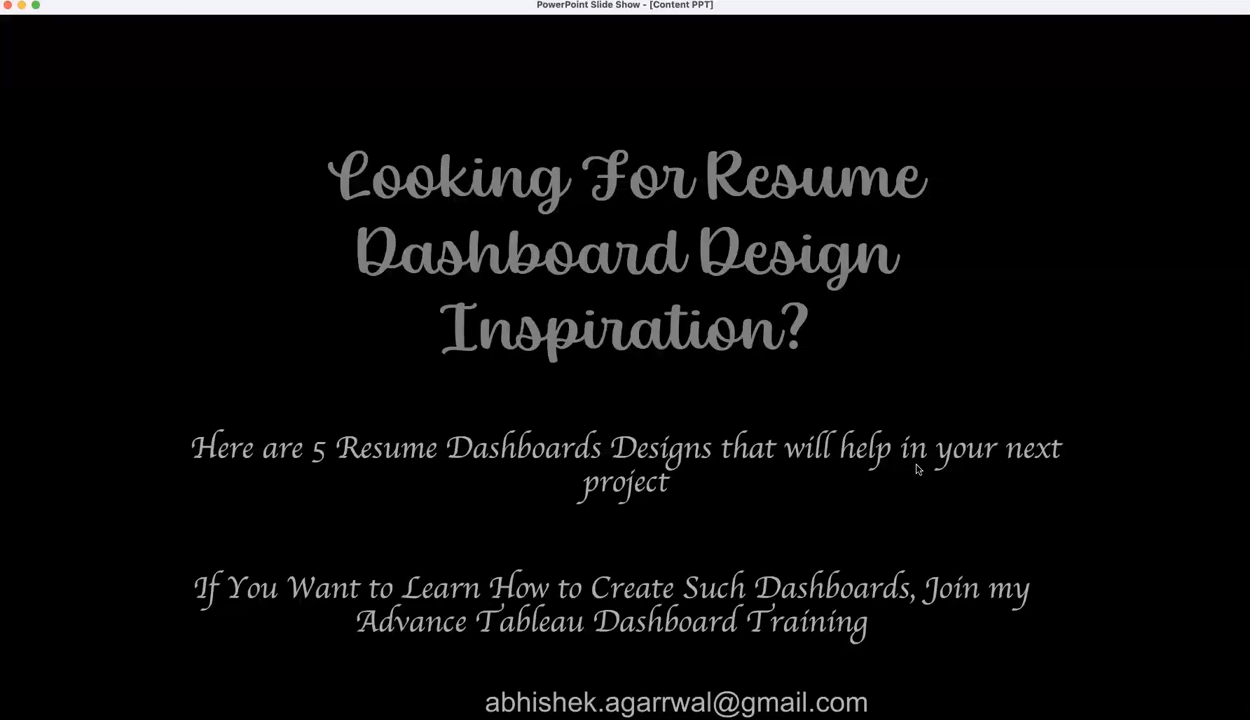 PowerPoint Slide Show - [Content PPT]
Looking For Resume
Dashboard Design
Inspiration?
Here are 5 Resume Dashboards Designs that will help in your next
project
If You Want to Learn How to Create Such Dashboards, Join my
Advance Tableau Dashboard Training
abhishek.agarrwal@gmail.com